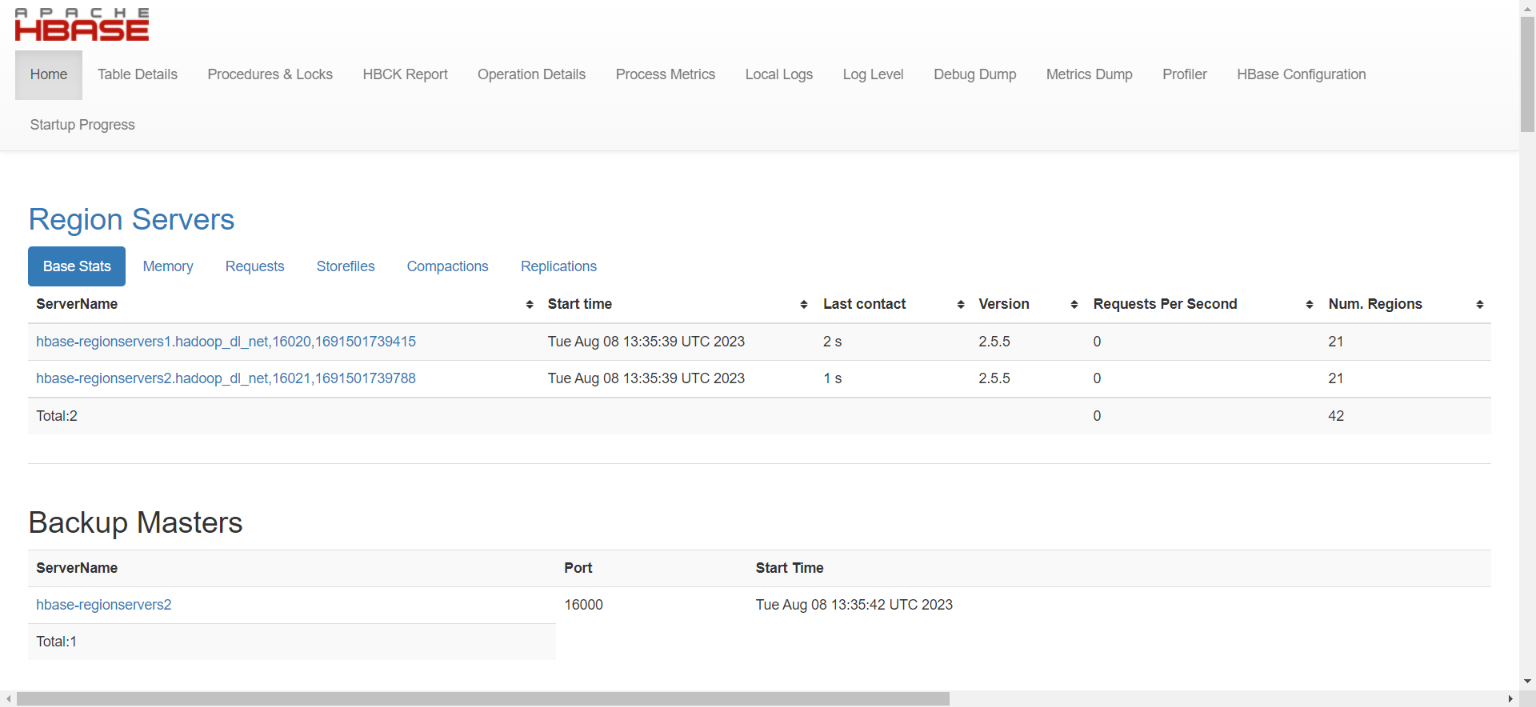 APACHE
HBASE
Home Table Details Procedures & Locks HBCK Report Operation Details Process Metrics Local Logs Log Level Debug Dump Metrics Dump Profiler HBase Configuration
Startup Progress
Region Servers
Base Stats Memory Requests Storefiles Compactions Replications
ServerName Start time Last contact Version Requests Per Second Num. Regions
hbase-regionservers1.hadoop_dl_net,16020,1691501739415 Tue Aug 08 13:35:39 UTC 2023 2 s 2.5.5 0 21
hbase-regionservers2.hadoop_dl_net,16021,1691501739788 Tue Aug 08 13:35:39 UTC 2023 1 s 2.5.5 0 21
Total:2 0 42
Backup Masters
ServerName Port Start Time
hbase-regionservers2 16000 Tue Aug 08 13:35:42 UTC 2023
Total:1